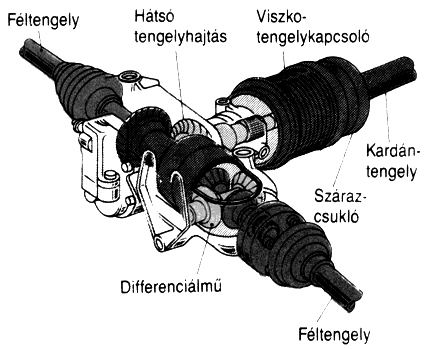 Féltengely
Hátsó
tengelyhajtás
Viszko-
tengelykapcsoló
Kardán-
tengely
Száraz-
csukló
Differenciálmű
Féltengely